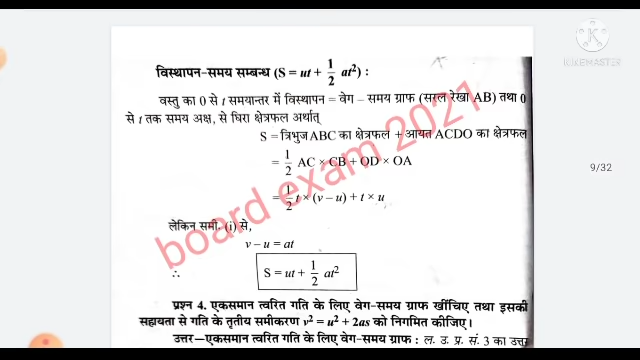 KINEMASTER
विस्थापन-समय सम्बन्ध (S = ut + 1/2 at²) :
वस्तु का 0 से t समयान्तर में विस्थापन = वेग – समय ग्राफ (सरल रेखा AB) तथा 0
से t तक समय अक्ष, से घिरा क्षेत्रफल अर्थात्
S = त्रिभुज ABC का क्षेत्रफल + आयत ACDO का क्षेत्रफल
= 1/2 AC × CB + OD × OA
9/32
= 1/2 t × (v – u) + t × u
board exam 2021
लेकिन समी. (i) से,
v – u = at
∴ S = ut + 1/2 at²
प्रश्न 4. एकसमान त्वरित गति के लिए वेग-समय ग्राफ खींचिए तथा इसकी
सहायता से गति के तृतीय समीकरण v² = u² + 2as को निगमित कीजिए।
उत्तर—एकसमान त्वरित गति के लिए वेग-समय ग्राफ : ल. उ. प्र. सं. 3 का उत्तर